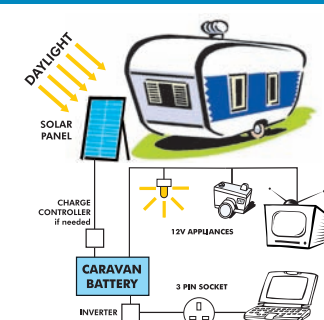 DAYLIGHT
SOLAR
PANEL
CHARGE
CONTROLLER
if needed
12V APPLIANCES
CARAVAN
BATTERY
3 PIN SOCKET
INVERTER